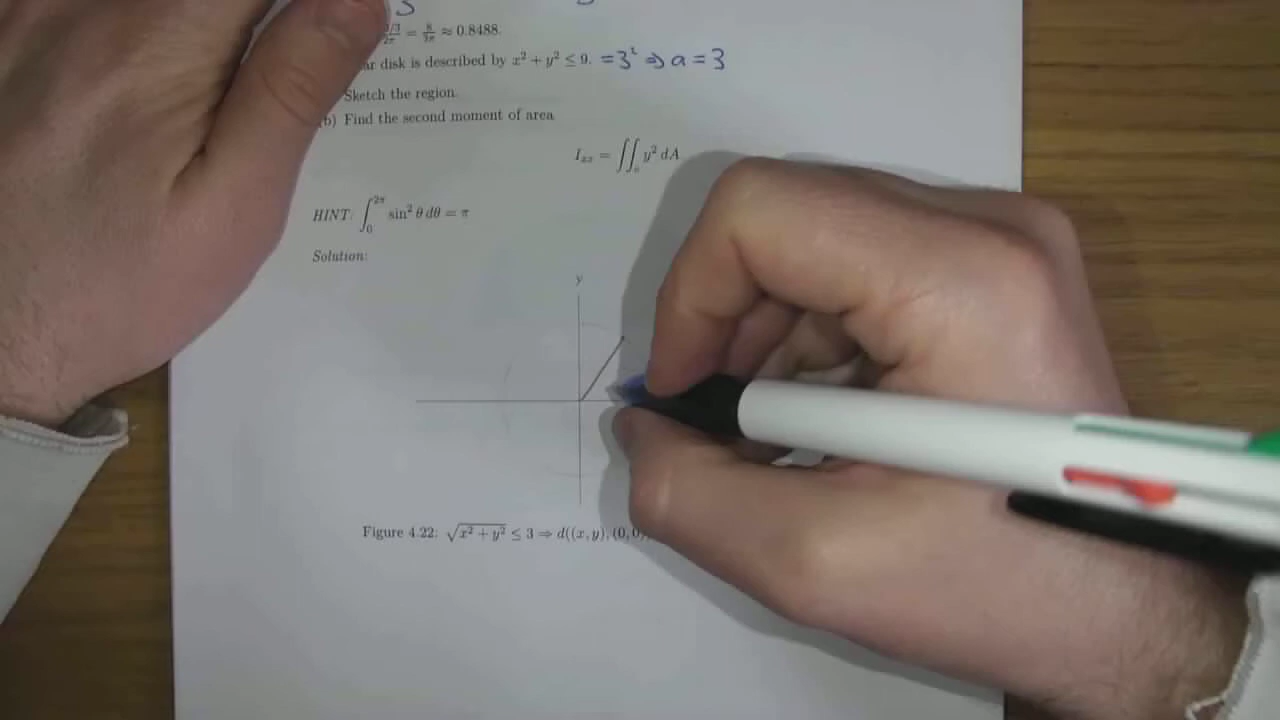 = 8/3π ≈ 0.8488.
disk is described by x² + y² ≤ 9. = 3² ⇒ a = 3
Sketch the region.
(b) Find the second moment of area
I_xx = ∬ y² dA
HINT: ∫₀^2π sin² θ dθ = π
Solution:
y
Figure 4.22: √(x² + y²) ≤ 3 ⇒ d((x, y), (0, 0)